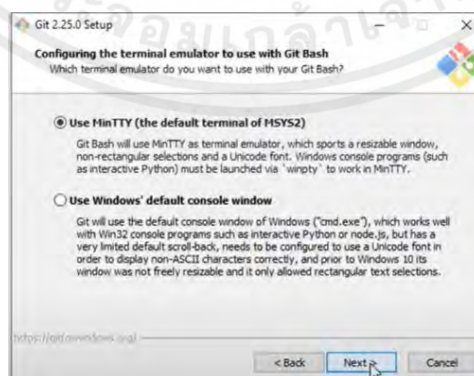 Git 2.25.0 Setup
Configuring the terminal emulator to use with Git Bash
Which terminal emulator do you want to use with your Git Bash?
Use MinTTY (the default terminal of MSYS2)
Git Bash will use MinTTY as terminal emulator, which sports a resizable window,
non-rectangular selections and a Unicode font. Windows console programs (such
as interactive Python) must be launched via `winpty` to work in MinTTY.
Use Windows' default console window
Git will use the default console window of Windows ("cmd.exe"), which works well
with Win32 console programs such as interactive Python or node.js, but has a
very limited default scroll-back, needs to be configured to use a Unicode font in
order to display non-ASCII characters correctly, and prior to Windows 10 its
window was not freely resizable and it only allowed rectangular text selections.
https://gitforwindows.org/
< Back
Next >
Cancel